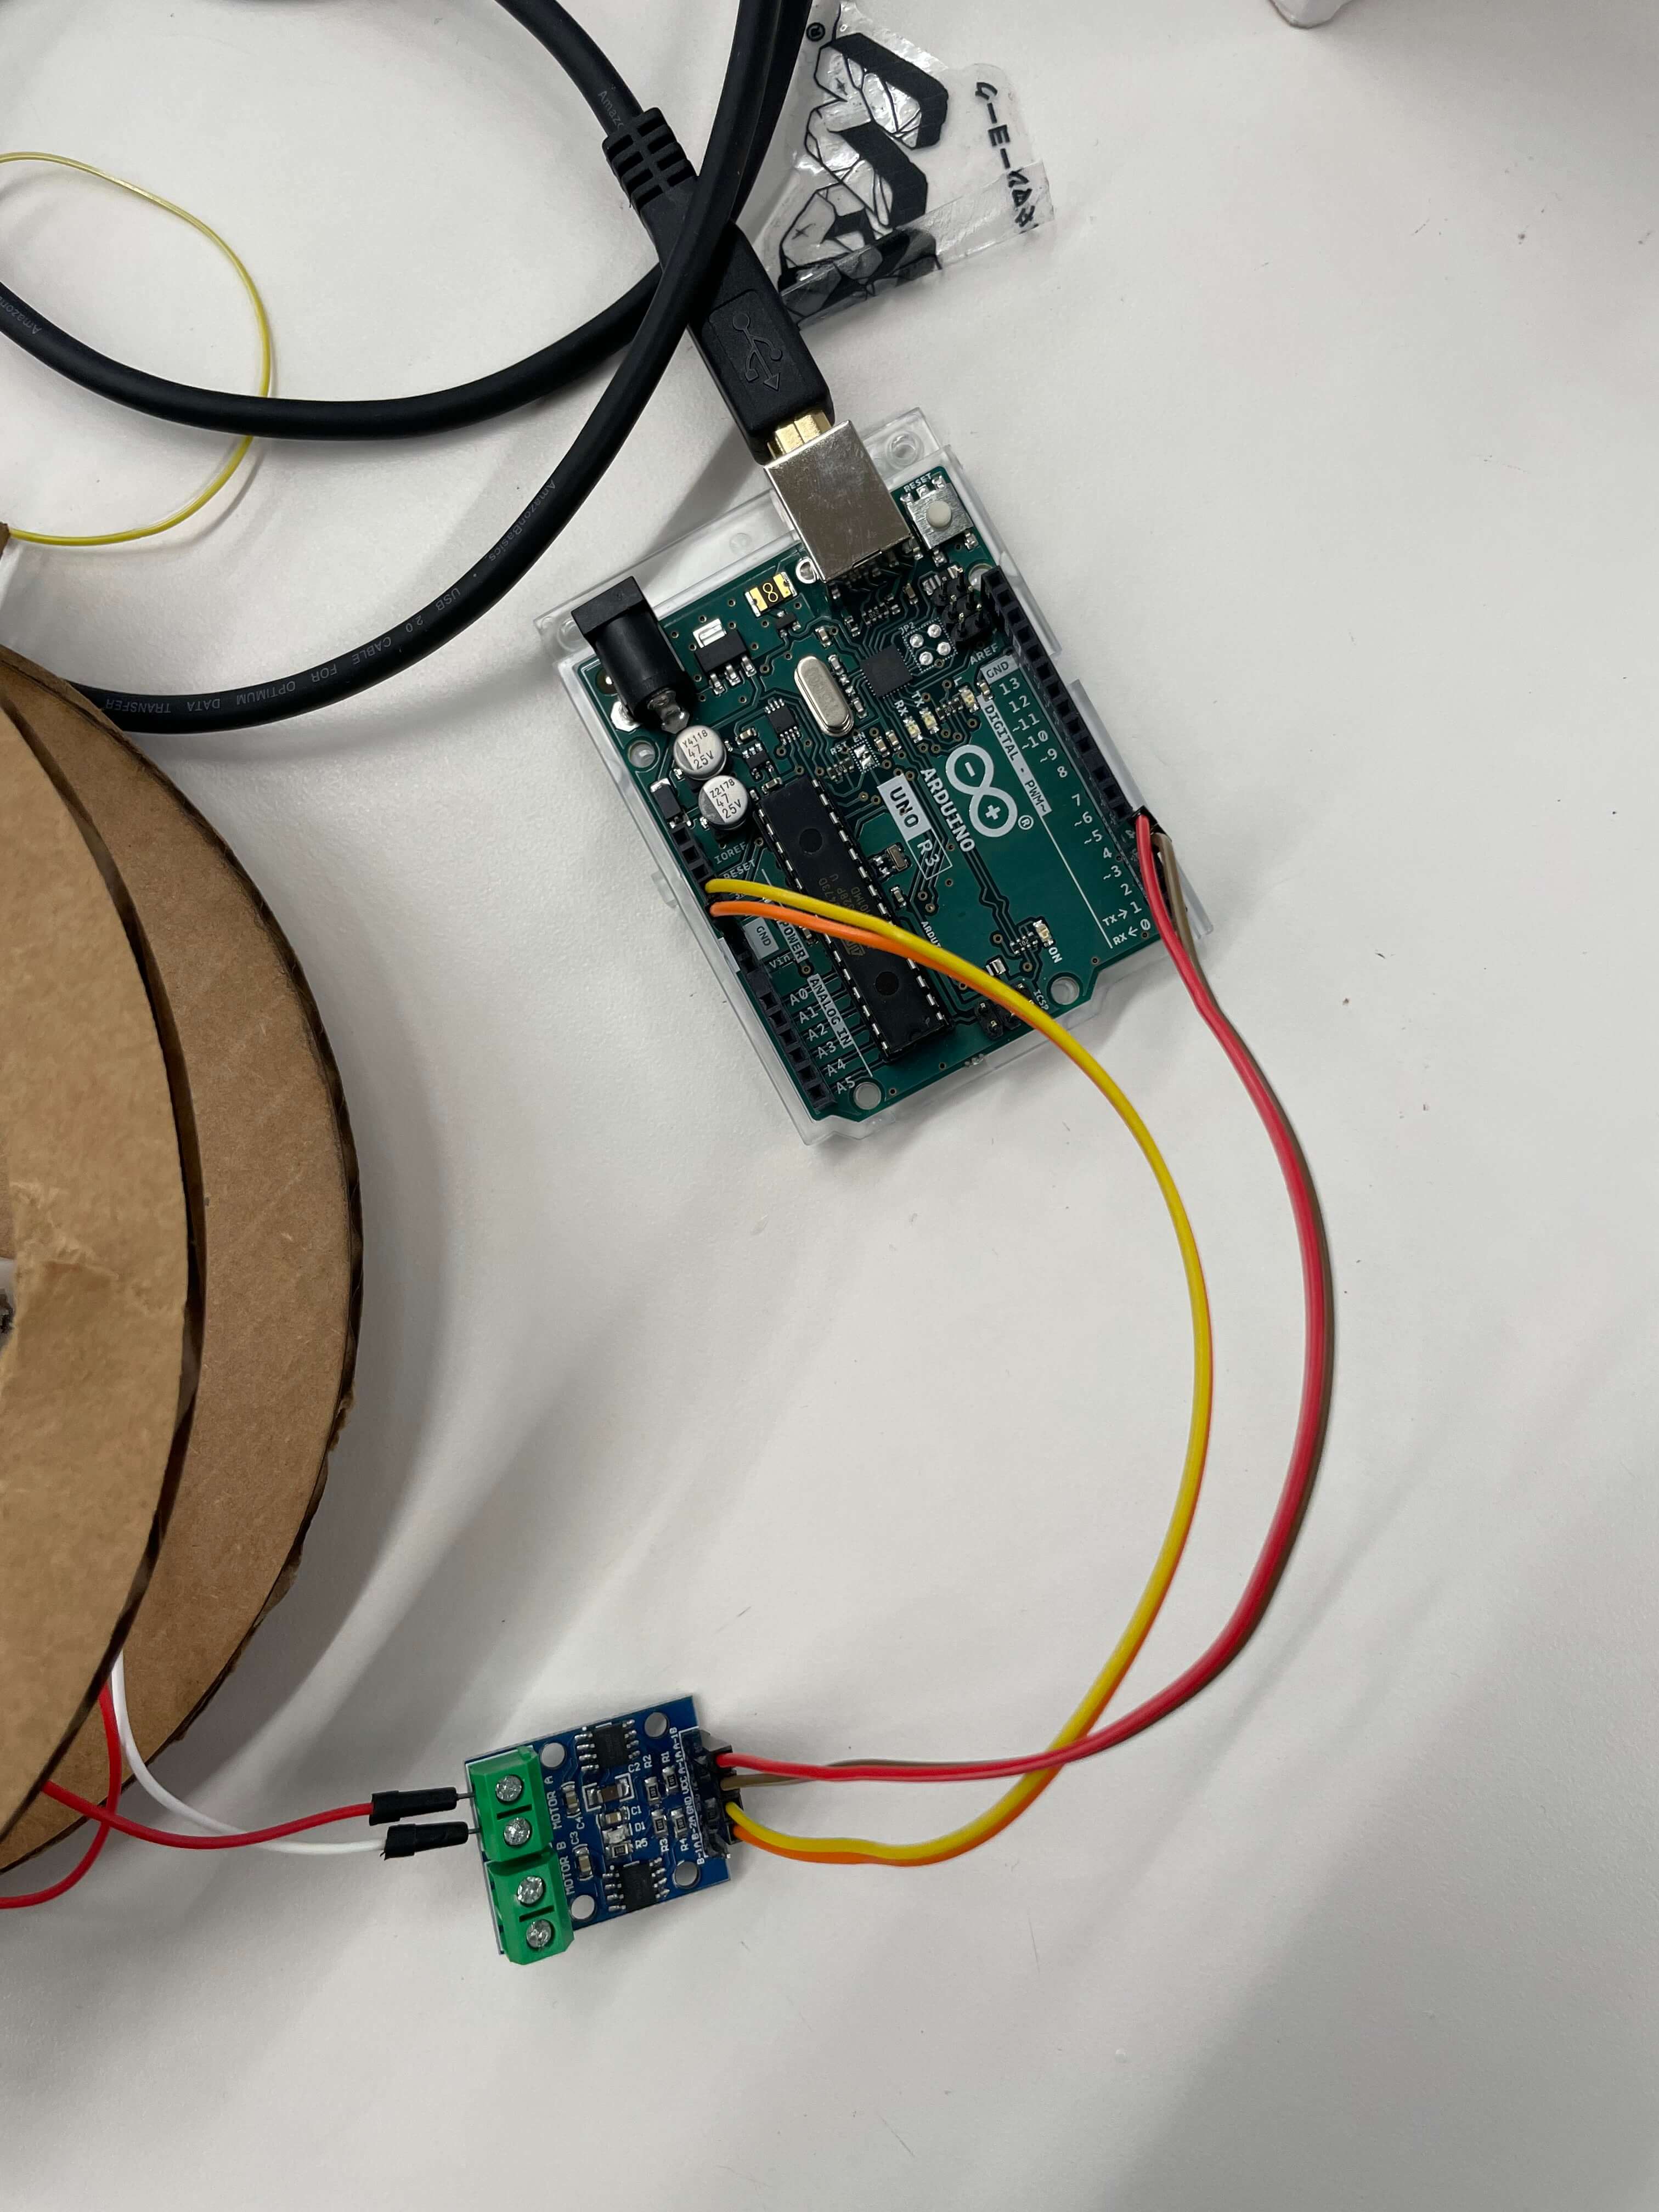 Amazo
®
G-E-
Amazon
AmazonBasics
USB 2.0 CABLE FOR OPTIMUM DATA TRANSFER
RESET
AREF
GND
13
12
~11
~10
~9
8
7
~6
~5
4
~3
2
TX→1
RX←0
DIGITAL - PWM~
TX
RX
Y4118
47
25V
Z2178
47
25V
UNO
R3
ARDUINO
®
IOREF
RESET
GND
VIN
POWER
ANALOG IN
A0
A1
A2
A3
A4
A5
ON
ICSP
MOTOR A
MOTOR B
C1
C2
C3
C4
R1
R2
R3
R4
B-1A B-2A GND VCC A-1A A-1B